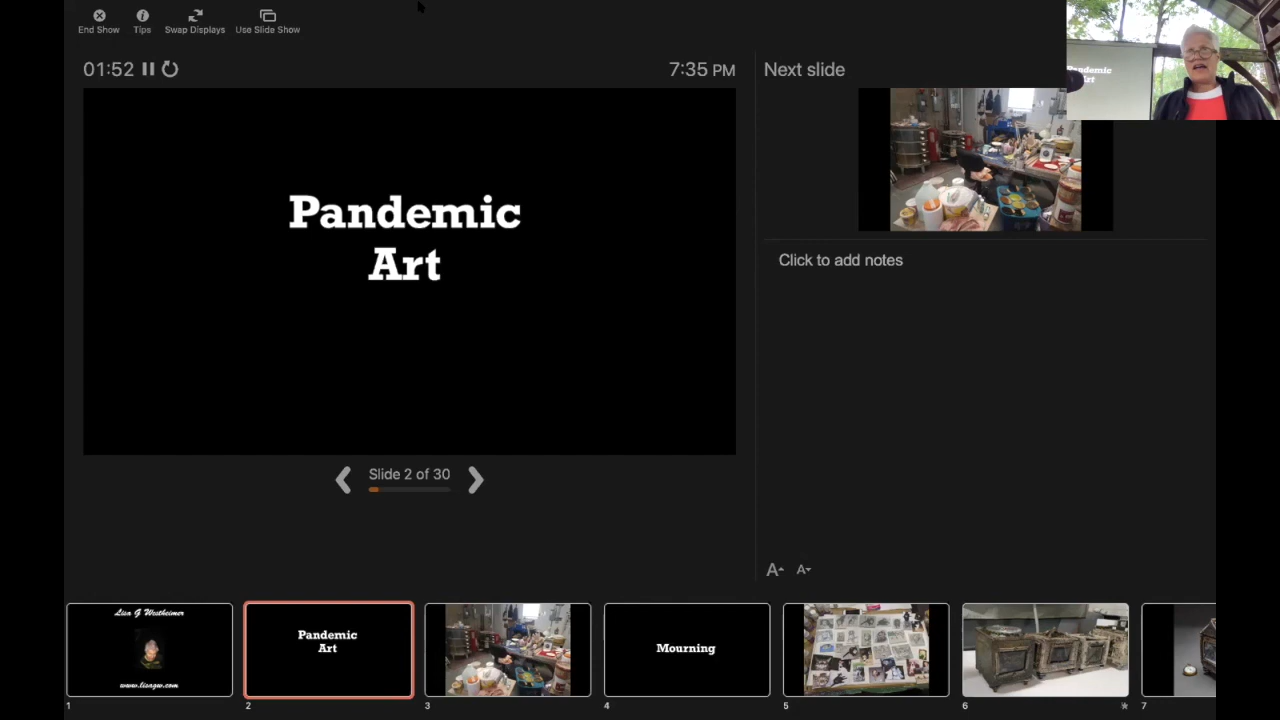 End Show
Tips
Swap Displays
Use Slide Show
01:52
7:35 PM
Next slide
Pandemic
Art
Pandemic
Art
Click to add notes
Slide 2 of 30
A
A
Lisa G Westheimer
www.lisagw.com
Pandemic
Art
Mourning
1
2
3
4
5
6
7